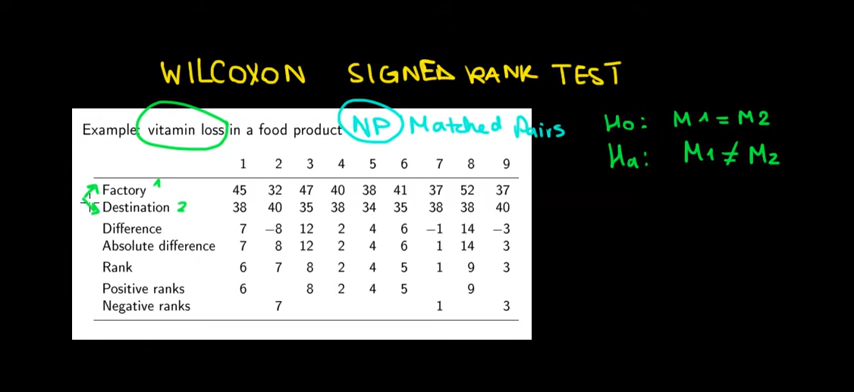 WILCOXON SIGNED RANK TEST
Example: vitamin loss in a food product NP Matched Pairs
Ho: M1 = M2
Ha: M1 ≠ M2
1 2 3 4 5 6 7 8 9
Factory 1 45 32 47 40 38 41 37 52 37
Destination 2 38 40 35 38 34 35 38 38 40
Difference 7 −8 12 2 4 6 −1 14 −3
Absolute difference 7 8 12 2 4 6 1 14 3
Rank 6 7 8 2 4 5 1 9 3
Positive ranks 6 8 2 4 5 9
Negative ranks 7 1 3